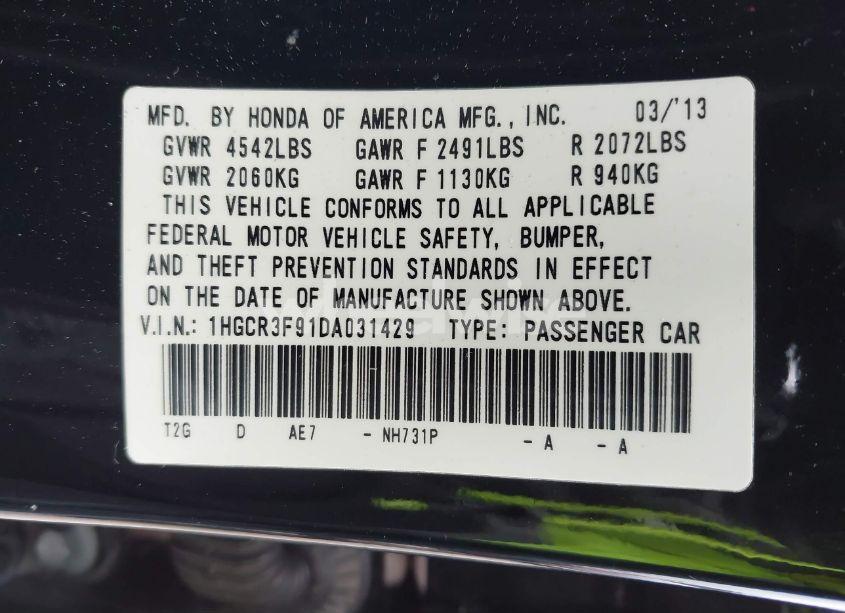 MFD. BY HONDA OF AMERICA MFG., INC. 03/'13
GVWR 4542LBS GAWR F 2491LBS R 2072LBS
GVWR 2060KG GAWR F 1130KG R 940KG
THIS VEHICLE CONFORMS TO ALL APPLICABLE
FEDERAL MOTOR VEHICLE SAFETY, BUMPER,
AND THEFT PREVENTION STANDARDS IN EFFECT
ON THE DATE OF MANUFACTURE SHOWN ABOVE.
V.I.N.: 1HGCR3F91DA031429 TYPE: PASSENGER CAR
T2G D AE7 - NH731P - A - A